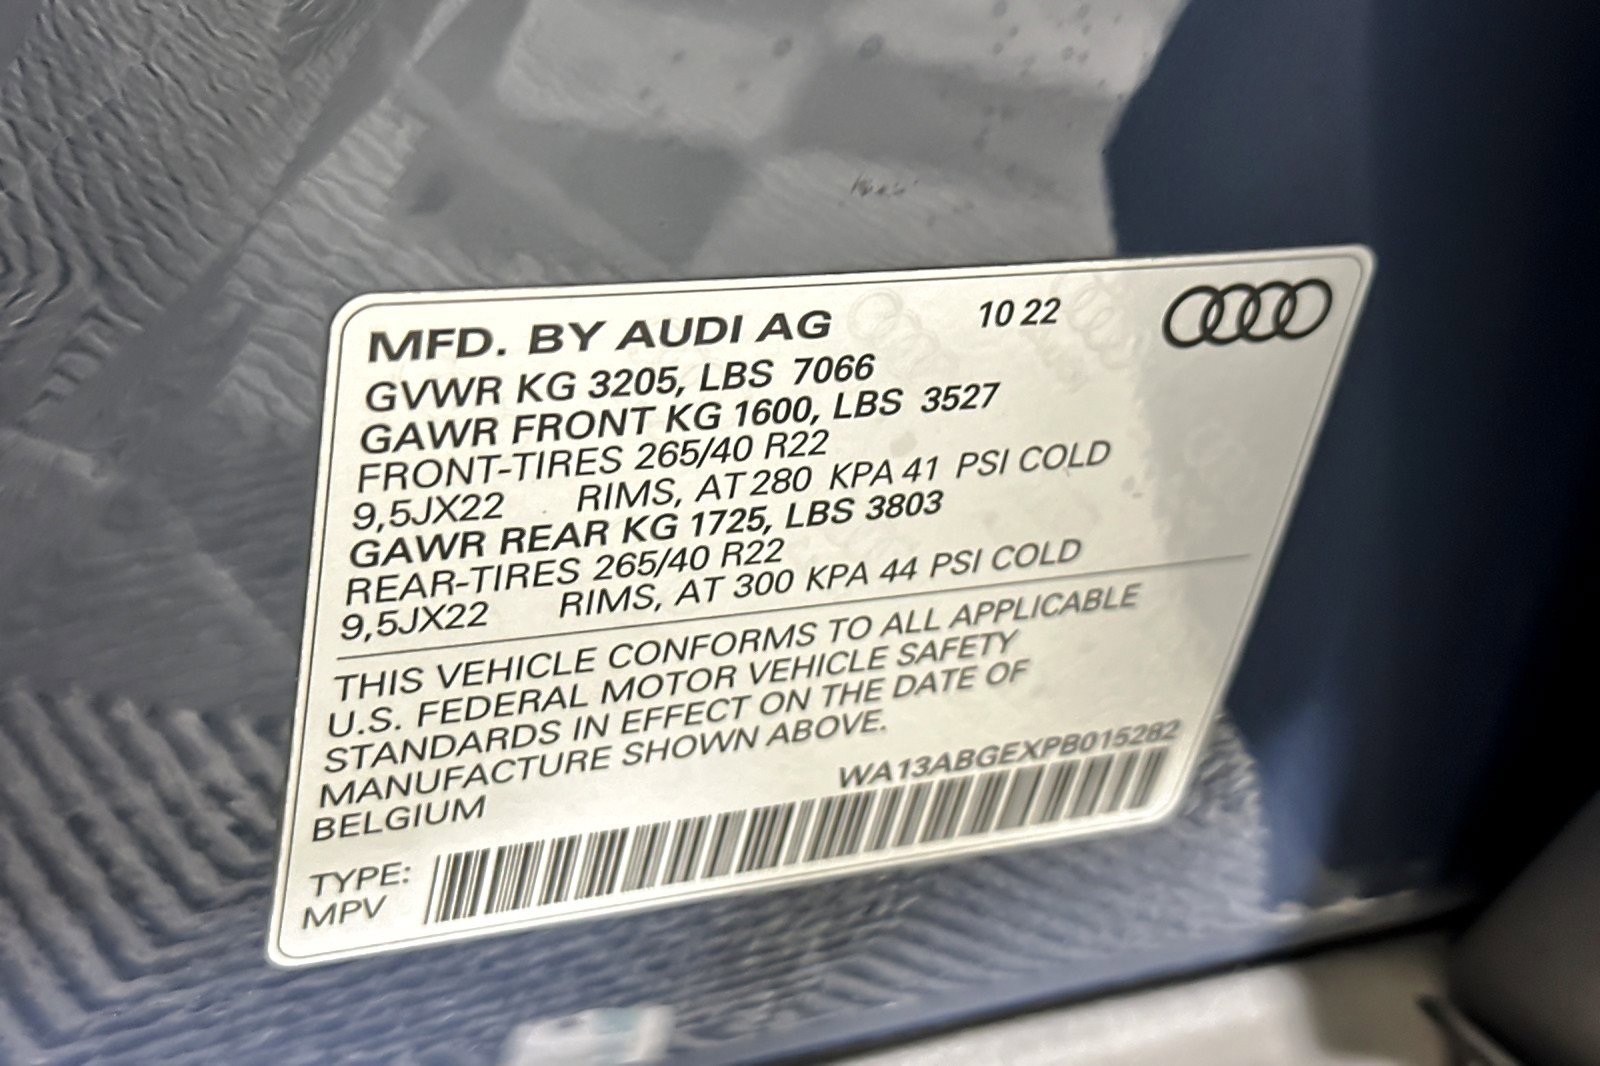 MFD. BY AUDI AG 10 22
GVWR KG 3205, LBS 7066
GAWR FRONT KG 1600, LBS 3527
FRONT-TIRES 265/40 R22
9,5JX22 RIMS, AT 280 KPA 41 PSI COLD
GAWR REAR KG 1725, LBS 3803
REAR-TIRES 265/40 R22
9,5JX22 RIMS, AT 300 KPA 44 PSI COLD
THIS VEHICLE CONFORMS TO ALL APPLICABLE
U.S. FEDERAL MOTOR VEHICLE SAFETY
STANDARDS IN EFFECT ON THE DATE OF
MANUFACTURE SHOWN ABOVE.
BELGIUM WA13ABGEXPB015282
TYPE:
MPV